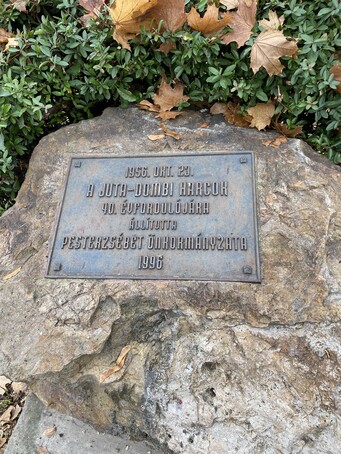 1956. OKT. 23.
A JUTA-DOMBI HARCOK
40. ÉVFORDULÓJÁRA
ÁLLÍTOTTA
PESTERZSÉBET ÖNKORMÁNYZATA
1996